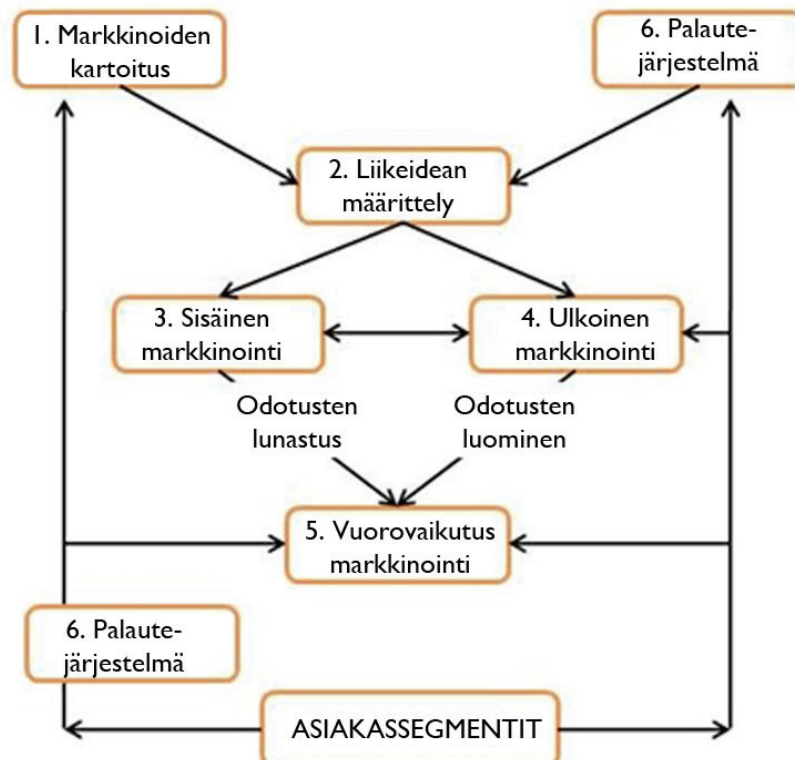 1. Markkinoiden
kartoitus
6. Palaute-
järjestelmä
2. Liikeidean
määrittely
3. Sisäinen
markkinointi
4. Ulkoinen
markkinointi
Odotusten
lunastus
Odotusten
luominen
5. Vuorovaikutus
markkinointi
6. Palaute-
järjestelmä
ASIAKASSEGMENTIT